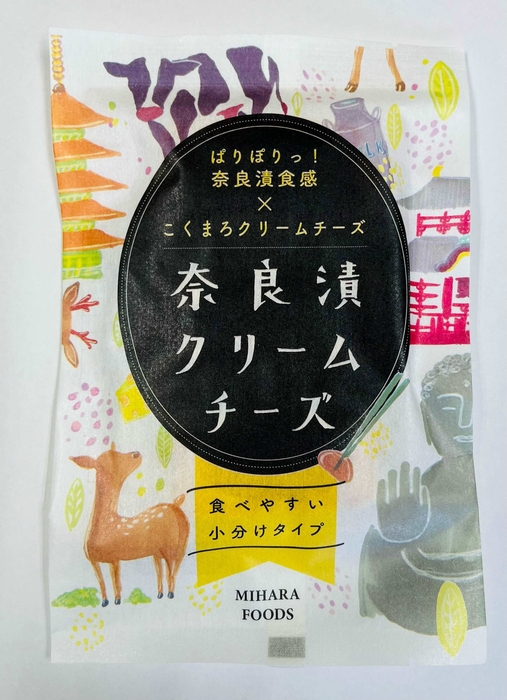 ぱりぽりっ！
奈良漬食感
×
こくまろクリームチーズ
奈良漬
クリーム
チーズ
食べやすい
小分けタイプ
MIHARA
FOODS